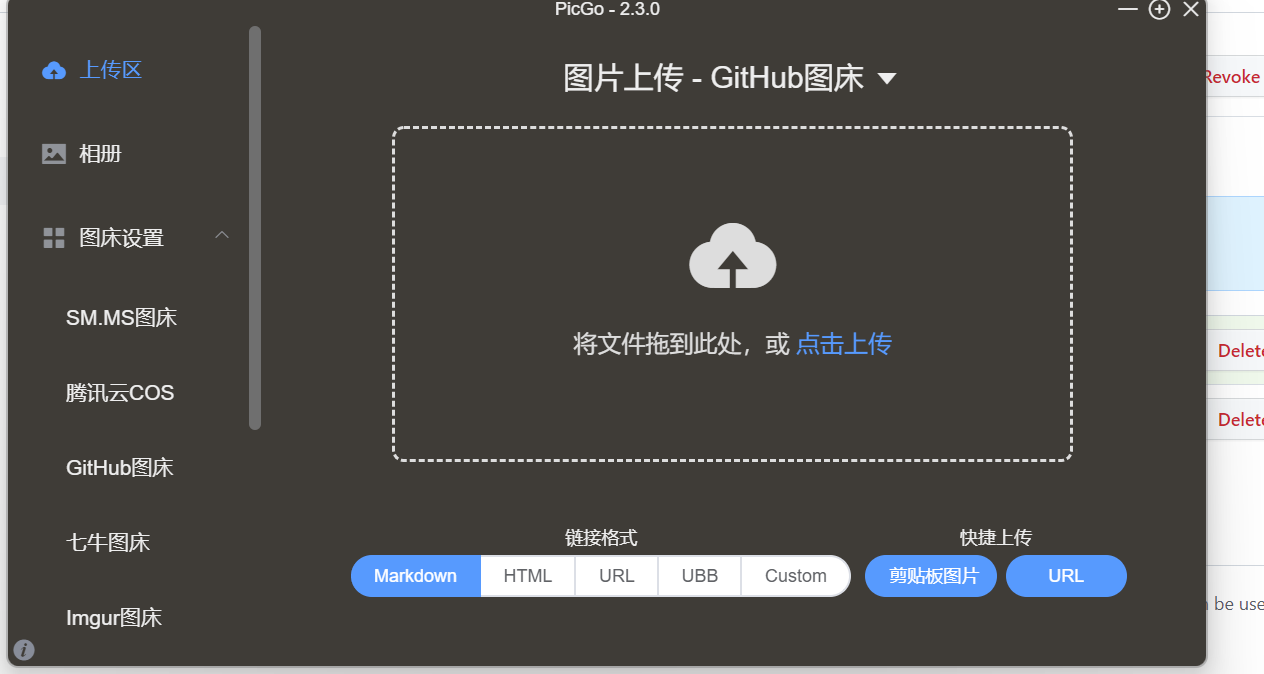 PicGo - 2.3.0
上传区
相册
图床设置
SM.MS图床
腾讯云COS
GitHub图床
七牛图床
Imgur图床
图片上传 - GitHub图床
将文件拖到此处，或 点击上传
链接格式
Markdown HTML URL UBB Custom
快捷上传
剪贴板图片 URL
Revoke
Delete
Delete
be use